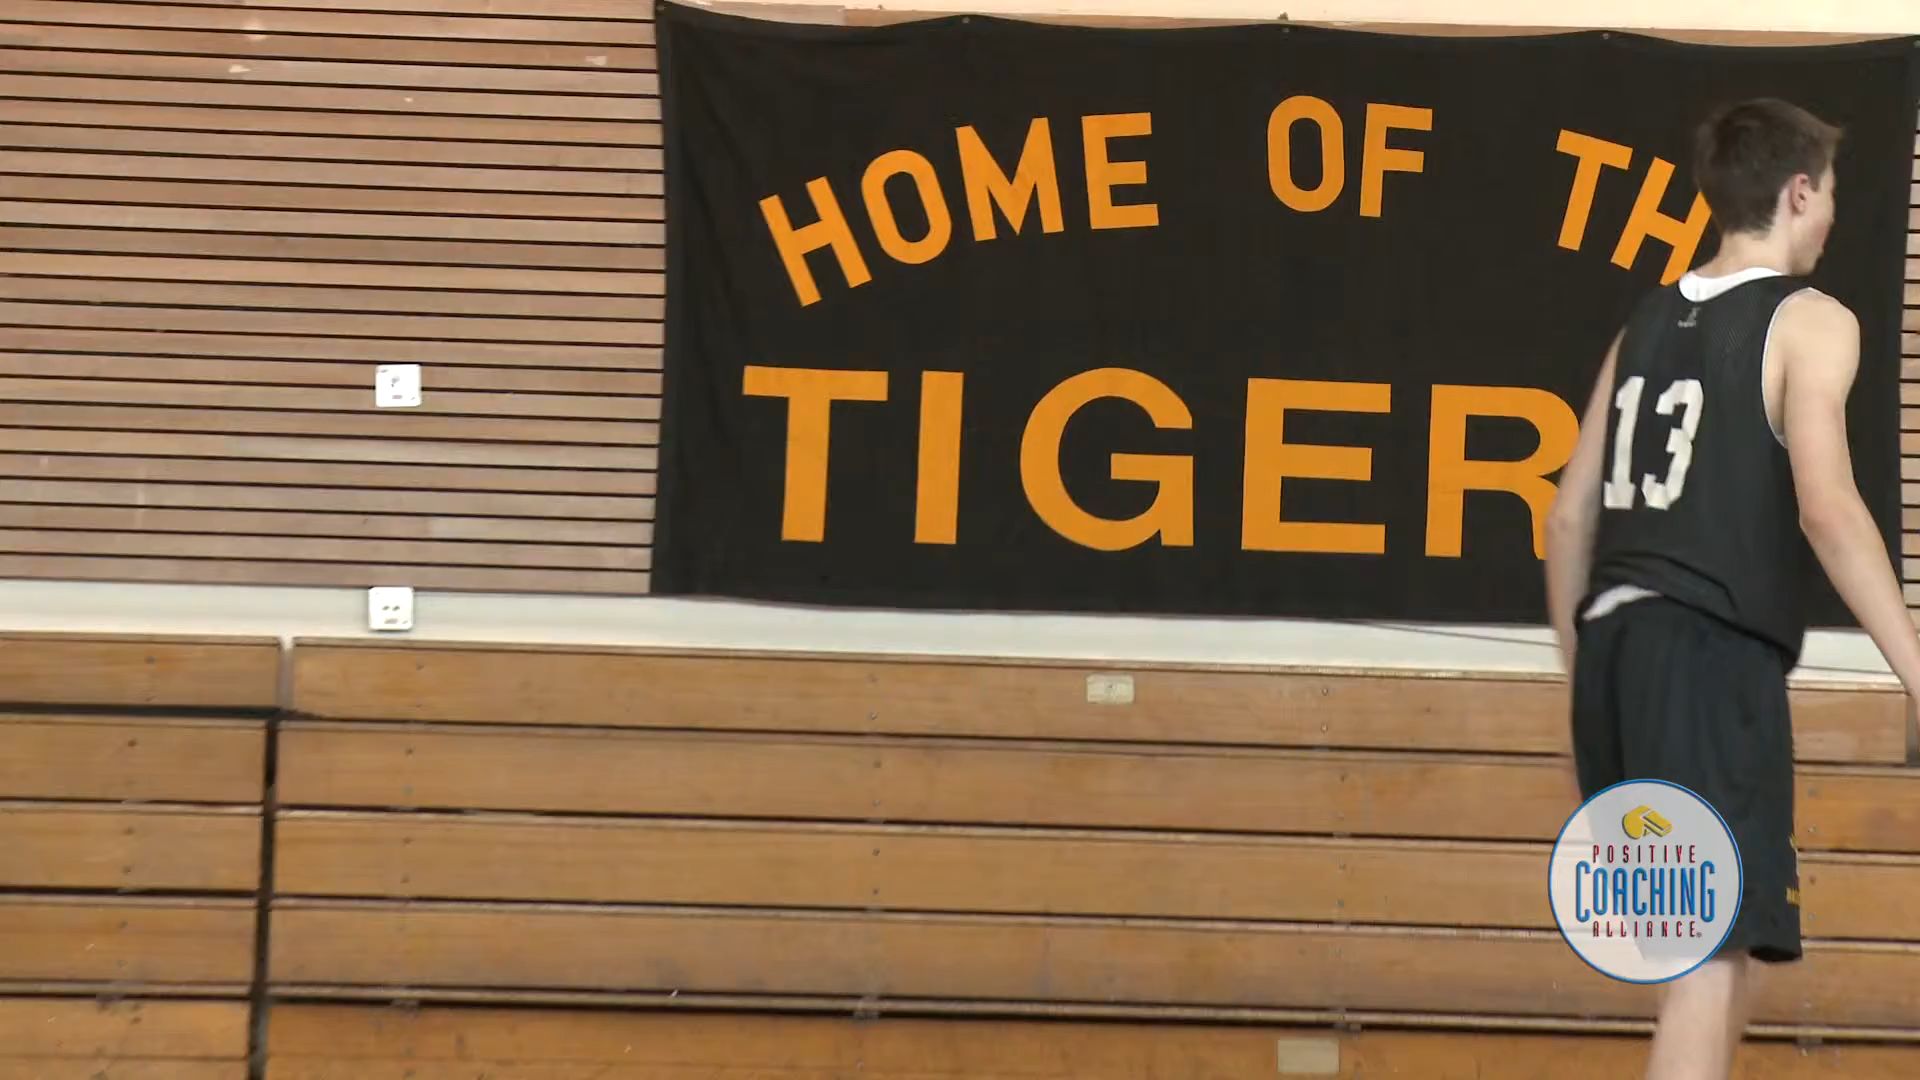 HOME OF TH
TIGER
13
POSITIVE
COACHING
ALLIANCE